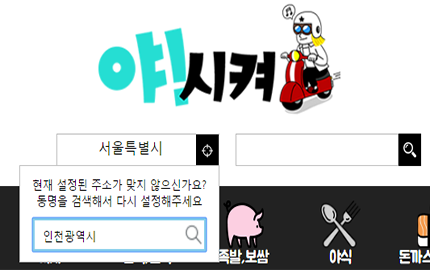 야!시켜
서울특별시
현재 설정된 주소가 맞지 않으신가요?
동명을 검색해서 다시 설정해주세요
인천광역시
족발,보쌈
야식
돈까스